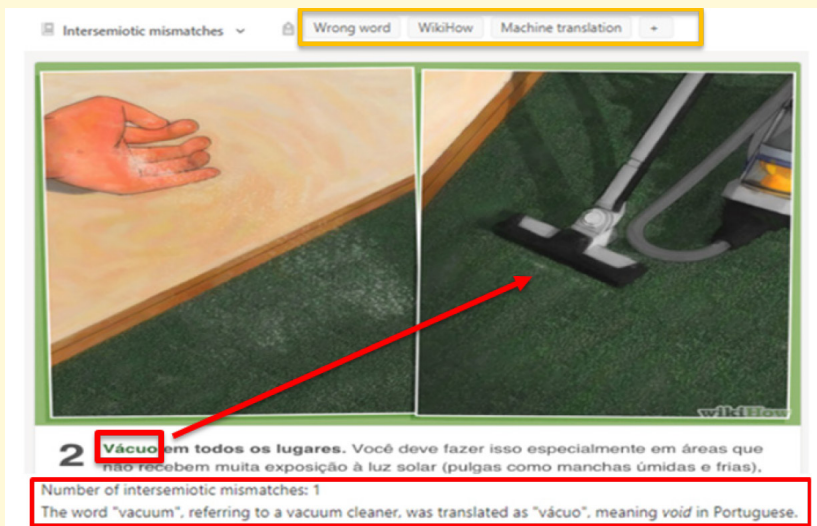 Intersemiotic mismatches Wrong word WikiHow Machine translation +
wikiHow
2 Vácuo em todos os lugares. Você deve fazer isso especialmente em áreas que
não recebem muita exposição à luz solar (pulgas como manchas úmidas e frias),
Number of intersemiotic mismatches: 1
The word "vacuum", referring to a vacuum cleaner, was translated as "vácuo", meaning void in Portuguese.